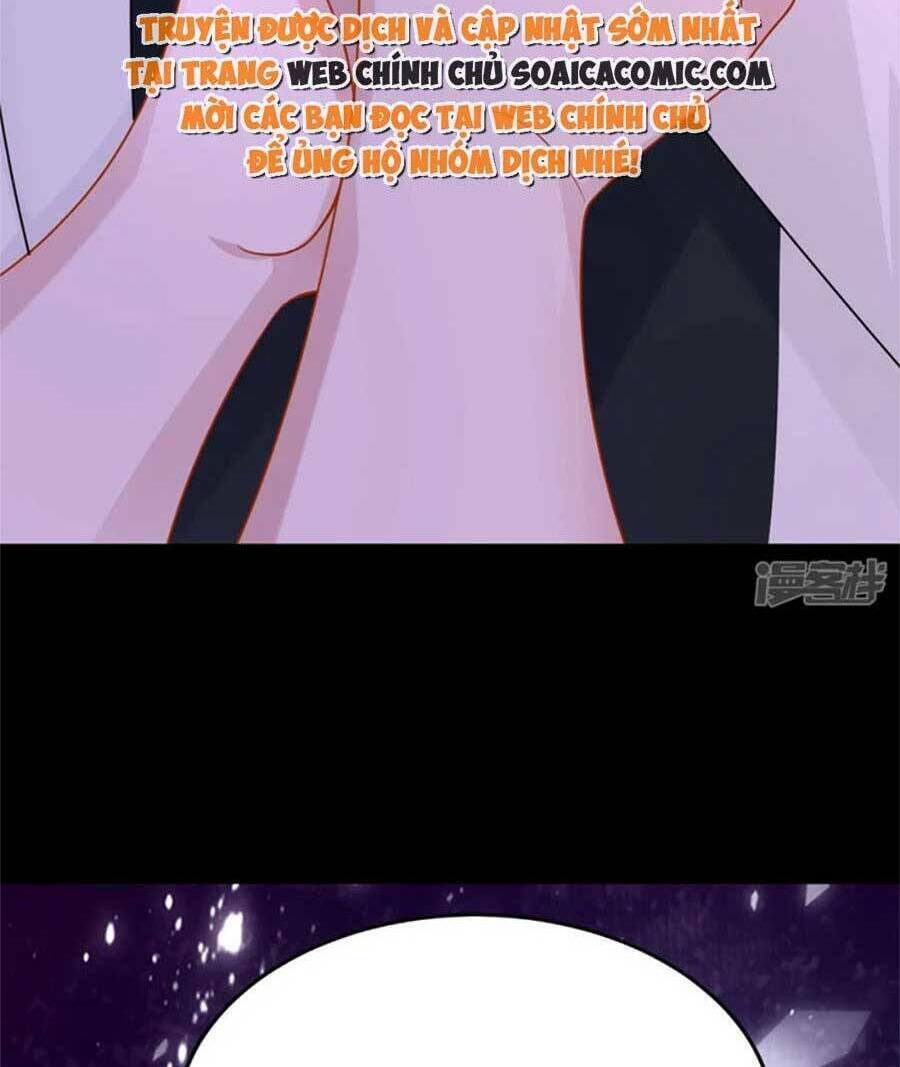 TRUYỆN ĐƯỢC DỊCH VÀ CẬP NHẬT SỚM NHẤT
TẠI TRANG WEB CHÍNH CHỦ SOAICACOMIC.COM
MỜI CÁC BẠN ĐỌC TẠI WEB CHÍNH CHỦ
ĐỂ ỦNG HỘ NHÓM DỊCH NHÉ!
漫客栈